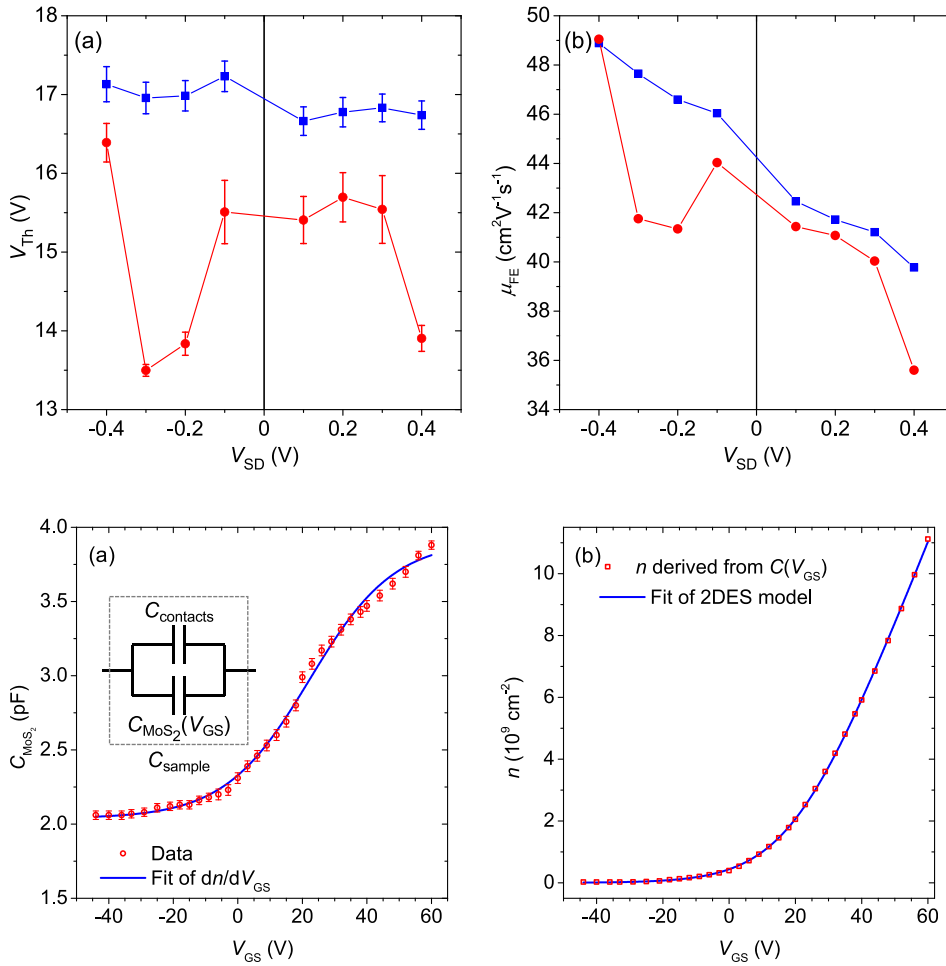 (a)
18
17
16
15
14
13
V_Th (V)
-0.4 -0.2 0 0.2 0.4
V_SD (V)
(b)
50
48
46
44
42
40
38
36
34
μ_FE (cm²V⁻¹s⁻¹)
-0.4 -0.2 0 0.2 0.4
V_SD (V)
(a)
4.0
3.5
3.0
2.5
2.0
1.5
C_MoS₂ (pF)
C_contacts
C_MoS₂(V_GS)
C_sample
Data
Fit of dn/dV_GS
-40 -20 0 20 40 60
V_GS (V)
(b)
n derived from C(V_GS)
Fit of 2DES model
10
8
6
4
2
0
n (10⁹ cm⁻²)
-40 -20 0 20 40 60
V_GS (V)